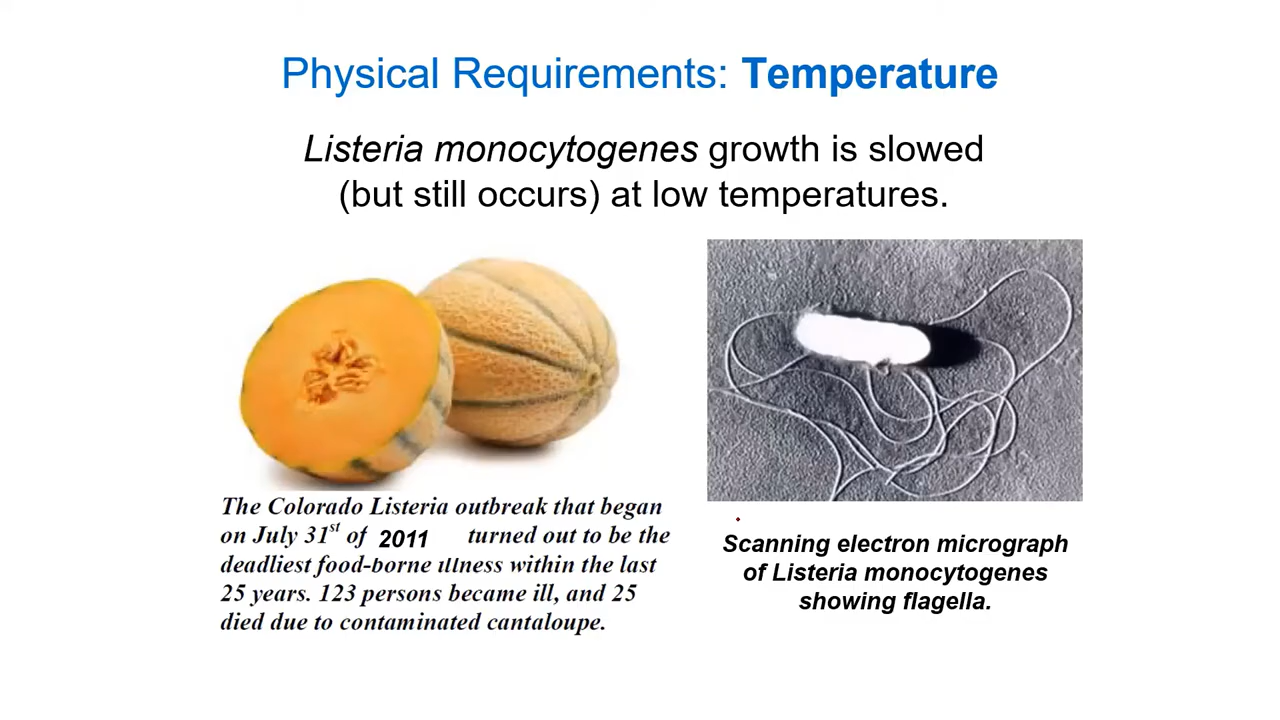 Physical Requirements: Temperature
Listeria monocytogenes growth is slowed
(but still occurs) at low temperatures.
The Colorado Listeria outbreak that began
on July 31st of 2011 turned out to be the
deadliest food-borne illness within the last
25 years. 123 persons became ill, and 25
died due to contaminated cantaloupe.
Scanning electron micrograph
of Listeria monocytogenes
showing flagella.